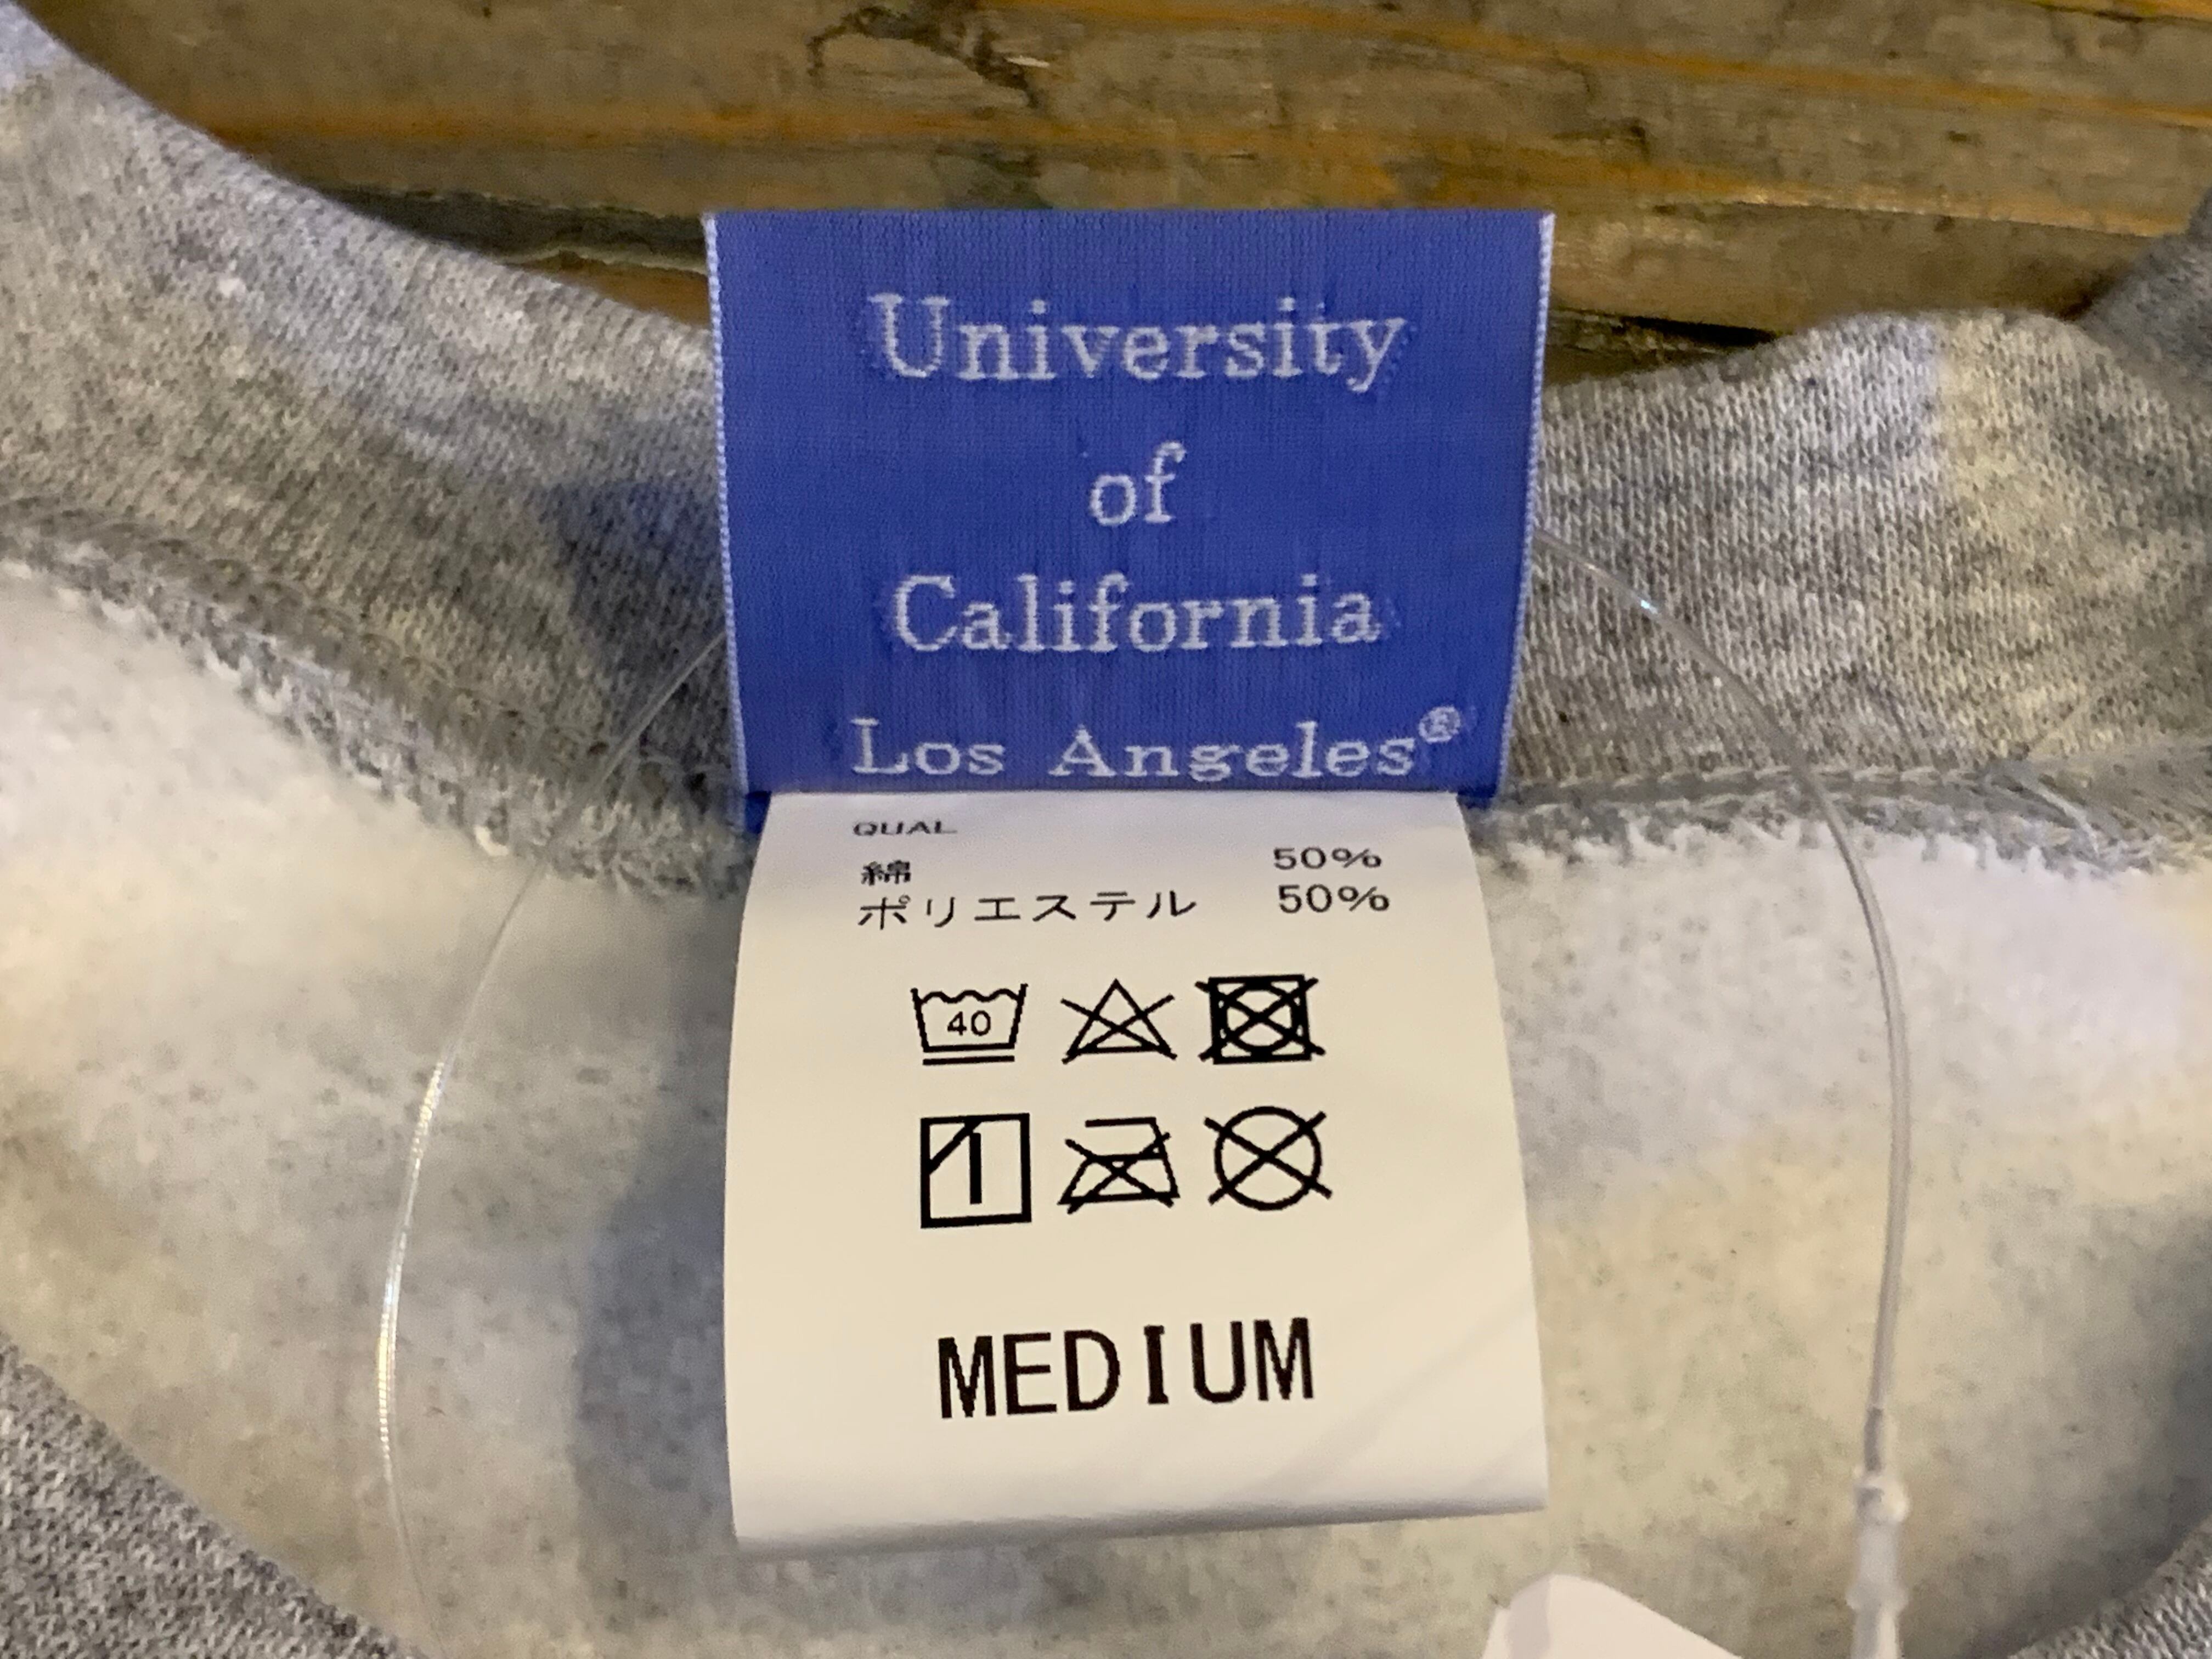 University
of
California
Los Angeles®
QUAL
綿 50%
ポリエステル 50%
40
MEDIUM